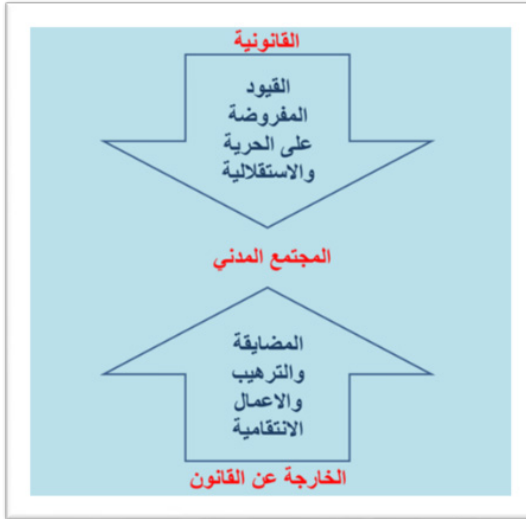 القانونية
القيود
المفروضة
على الحرية
والاستقلالية
المجتمع المدني
المضايقة
والترهيب
والاعمال
الانتقامية
الخارجة عن القانون